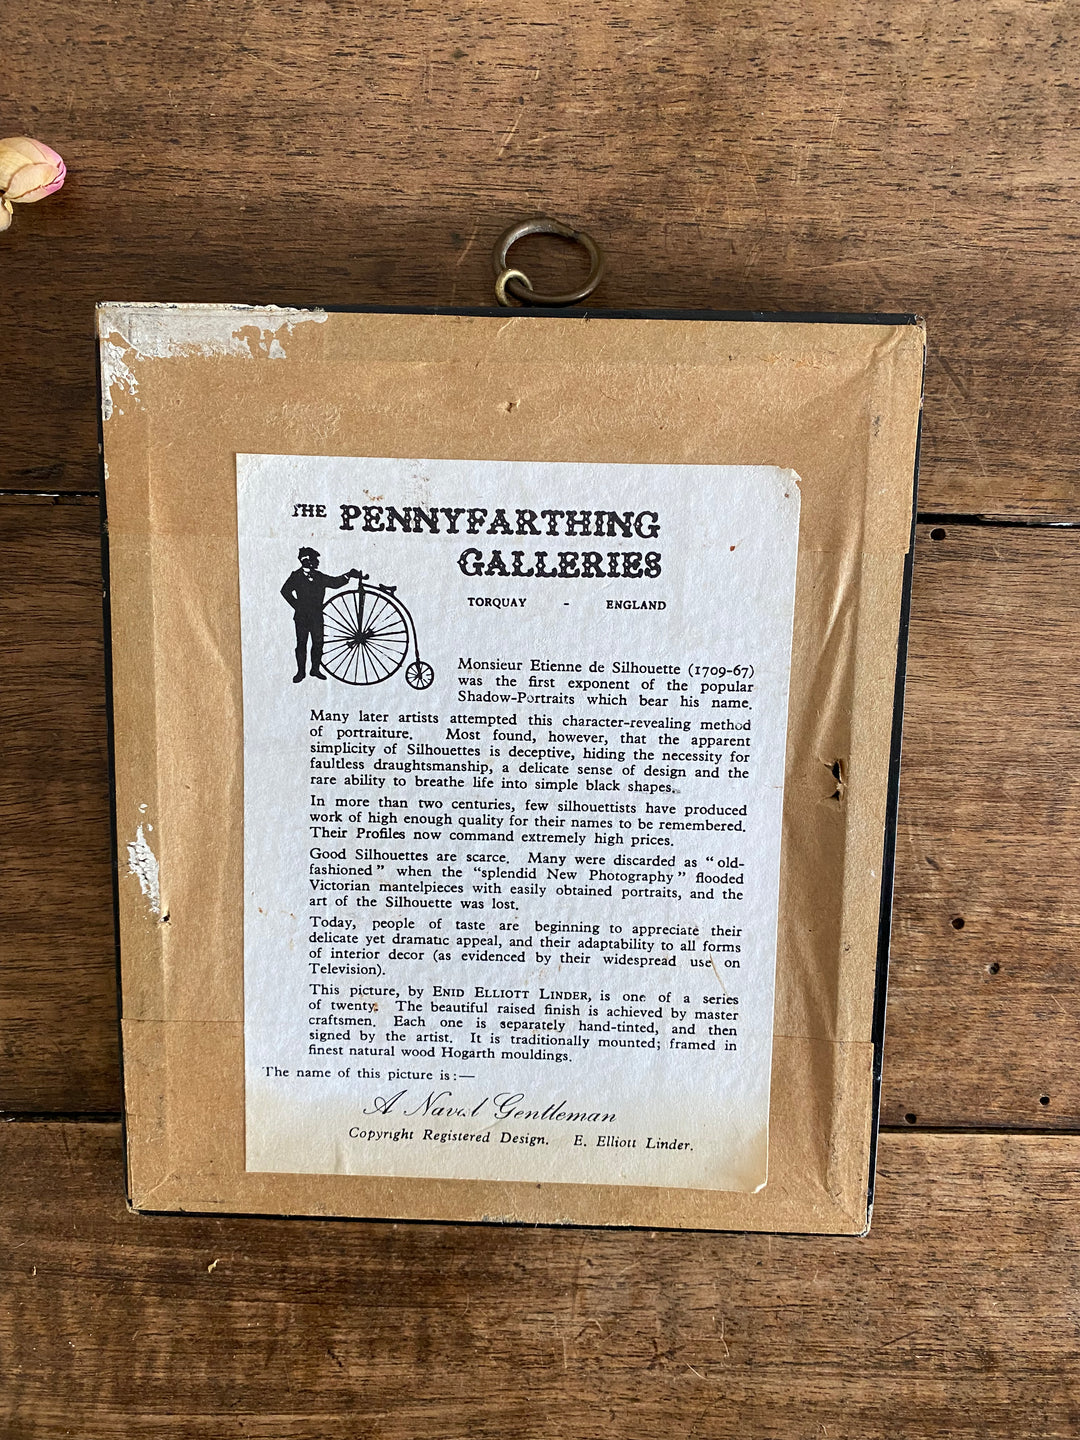 THE PENNYFARTHING
GALLERIES
TORQUAY - ENGLAND
Monsieur Etienne de Silhouette (1709-67)
was the first exponent of the popular
Shadow-Portraits which bear his name.
Many later artists attempted this character-revealing method
of portraiture. Most found, however, that the apparent
simplicity of Silhouettes is deceptive, hiding the necessity for
faultless draughtsmanship, a delicate sense of design and the
rare ability to breathe life into simple black shapes.
In more than two centuries, few silhouettists have produced
work of high enough quality for their names to be remembered.
Their Profiles now command extremely high prices.
Good Silhouettes are scarce. Many were discarded as "old-
fashioned" when the "splendid New Photography" flooded
Victorian mantelpieces with easily obtained portraits, and the
art of the Silhouette was lost.
Today, people of taste are beginning to appreciate their
delicate yet dramatic appeal, and their adaptability to all forms
of interior decor (as evidenced by their widespread use on
Television).
This picture, by ENID ELLIOTT LINDER, is one of a series
of twenty. The beautiful raised finish is achieved by master
craftsmen. Each one is separately hand-tinted, and then
signed by the artist. It is traditionally mounted; framed in
finest natural wood Hogarth mouldings.
The name of this picture is:—
A Naval Gentleman
Copyright Registered Design. E. Elliott Linder.